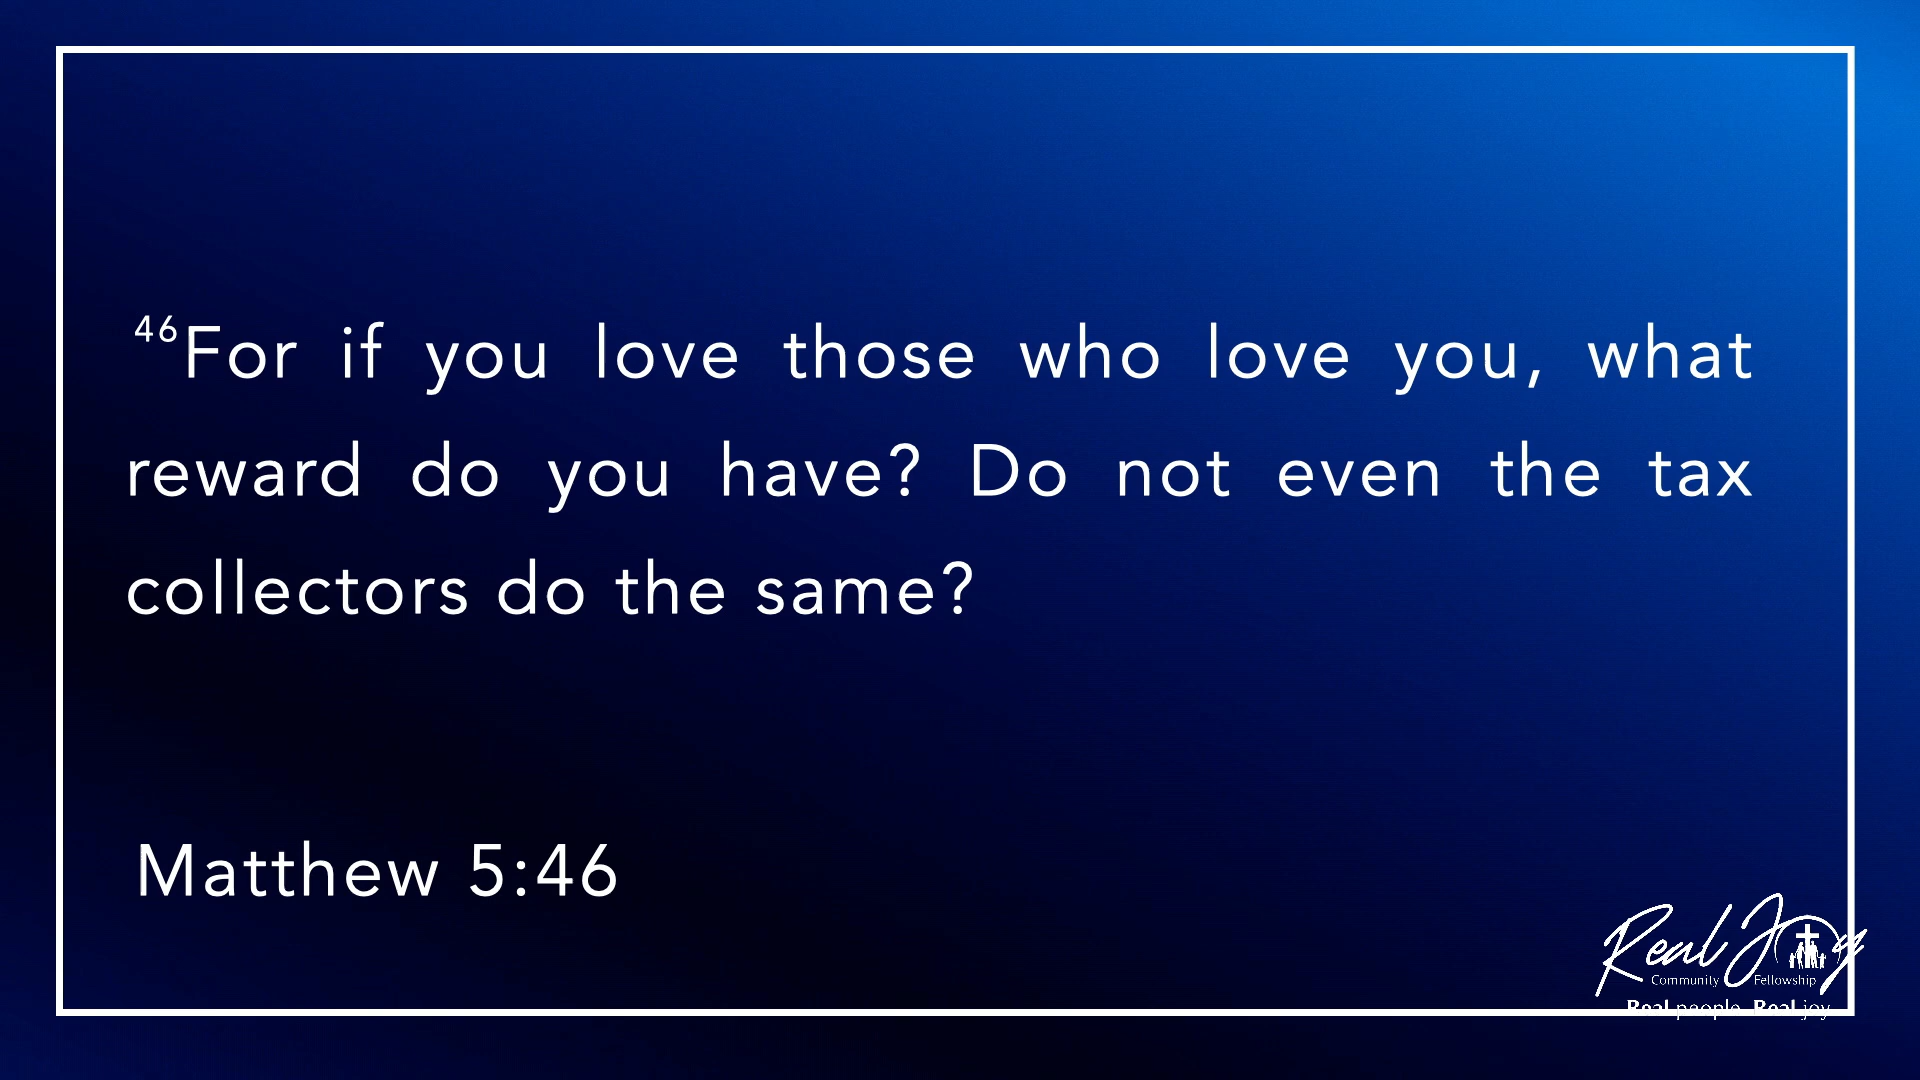 ⁴⁶For if you love those who love you, what
reward do you have? Do not even the tax
collectors do the same?
Matthew 5:46
Real Joy
Community Fellowship
Real people. Real joy